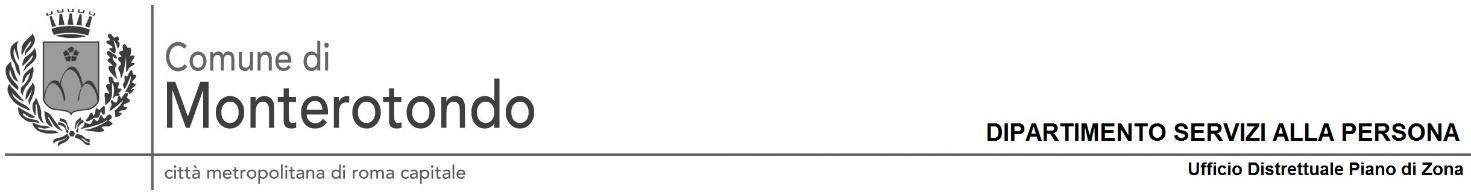 Comune di
Monterotondo
città metropolitana di roma capitale
DIPARTIMENTO SERVIZI ALLA PERSONA
Ufficio Distrettuale Piano di Zona